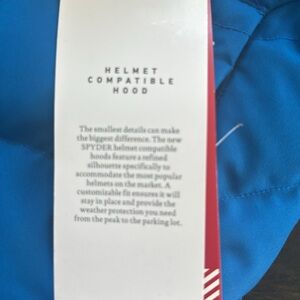 HELMET
COMPATIBLE
HOOD
The smallest details can make
the biggest difference. The new
SPYDER helmet compatible
hoods feature a refined
silhouette specifically to
accommodate the most popular
helmets on the market. A
customizable fit ensures it will
stay in place and provide the
weather protection you need
from the peak to the parking lot.